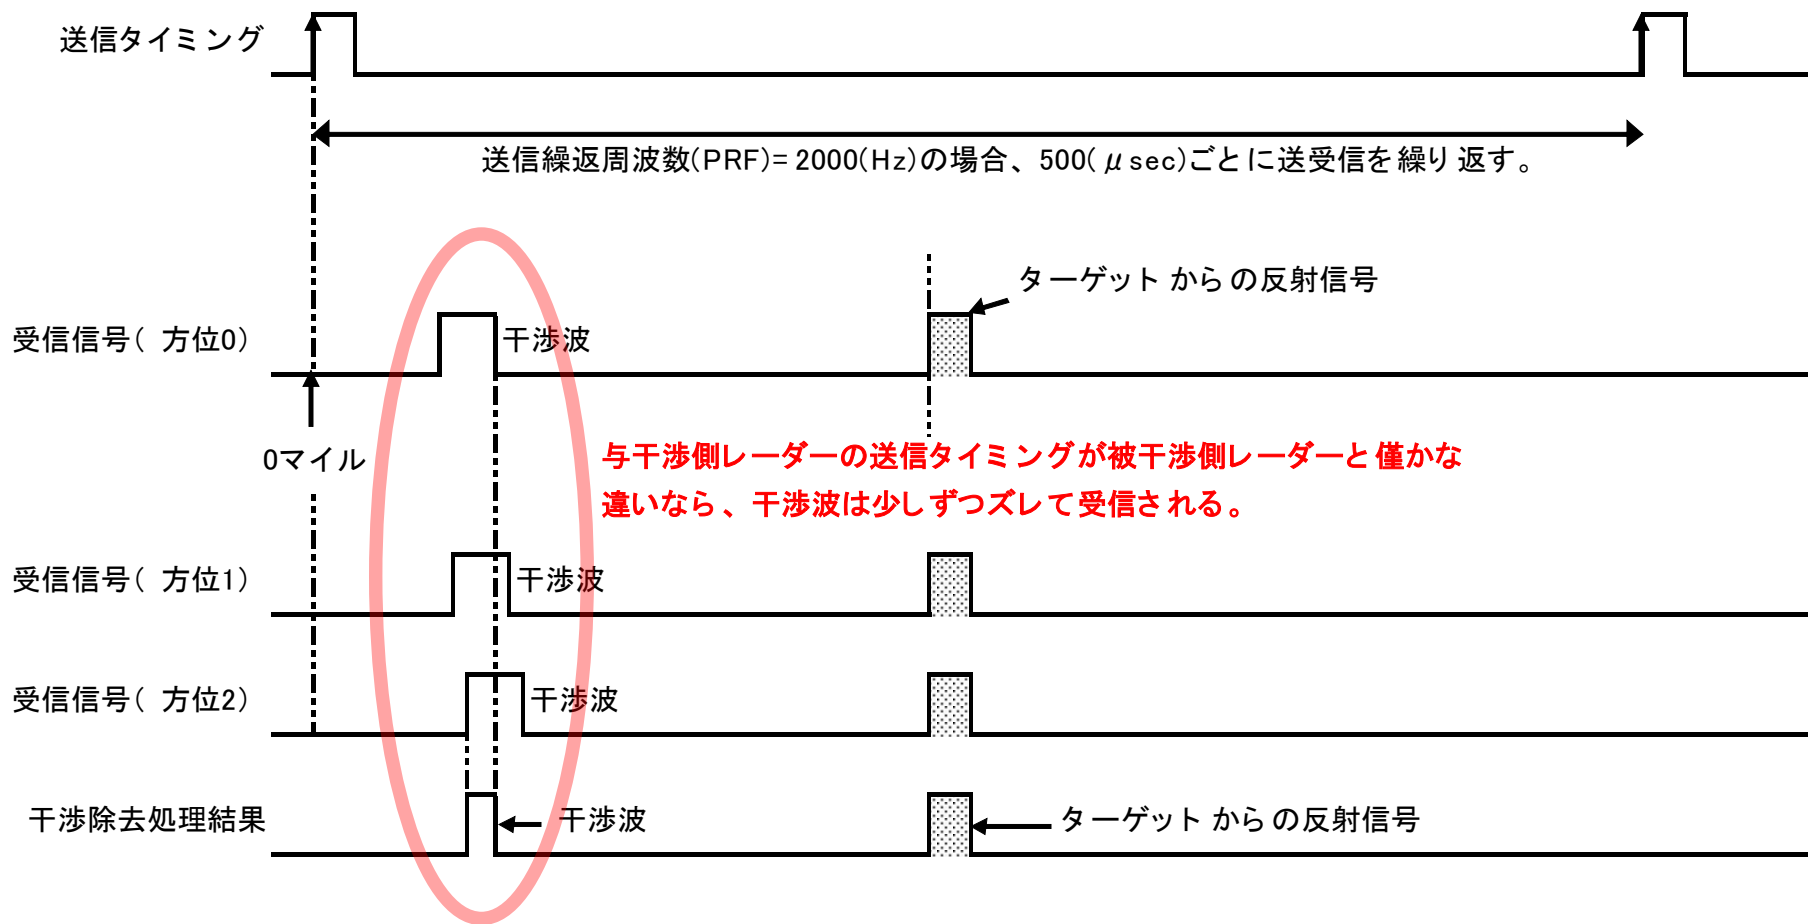 送信タイミング
送信繰返周波数(PRF)=2000(Hz)の場合、500(μsec)ごとに送受信を繰り返す。
ターゲットからの反射信号
受信信号(方位0)
干渉波
0マイル
与干渉側レーダーの送信タイミングが被干渉側レーダーと僅かな
違いなら、干渉波は少しずつズレて受信される。
受信信号(方位1)
干渉波
受信信号(方位2)
干渉波
干渉除去処理結果
干渉波
ターゲットからの反射信号